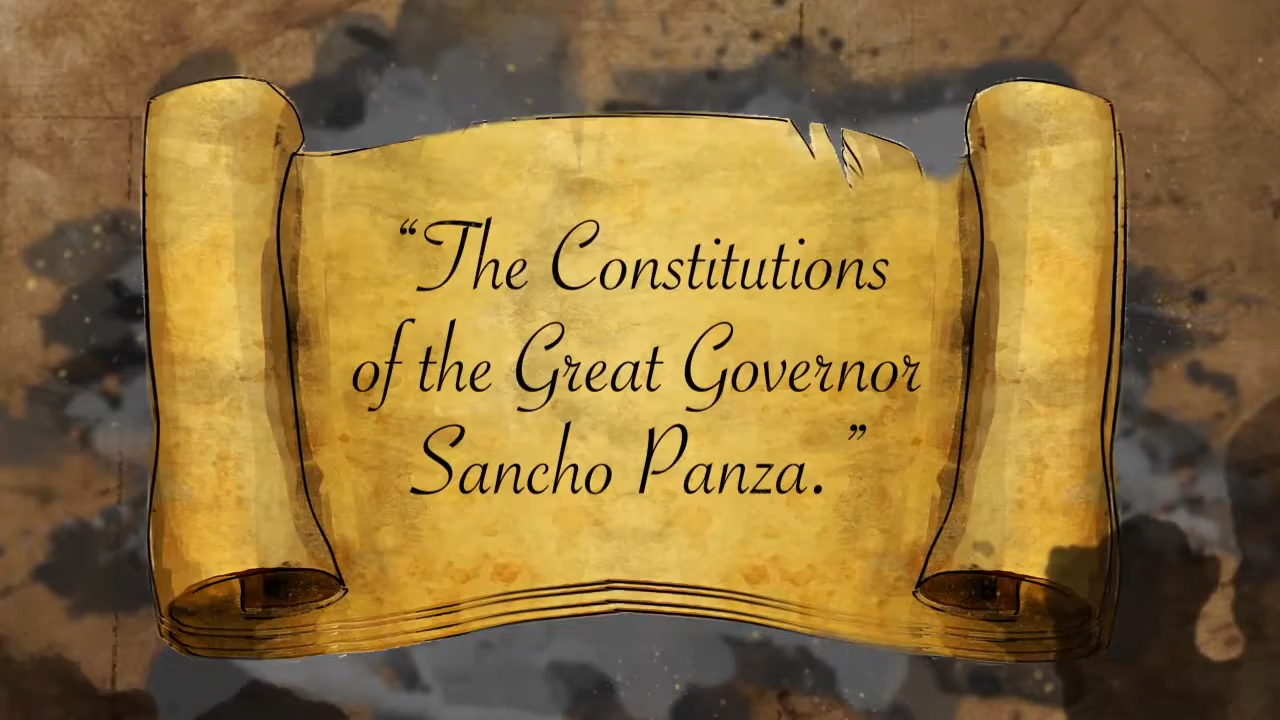 “The Constitutions
of the Great Governor
Sancho Panza.”